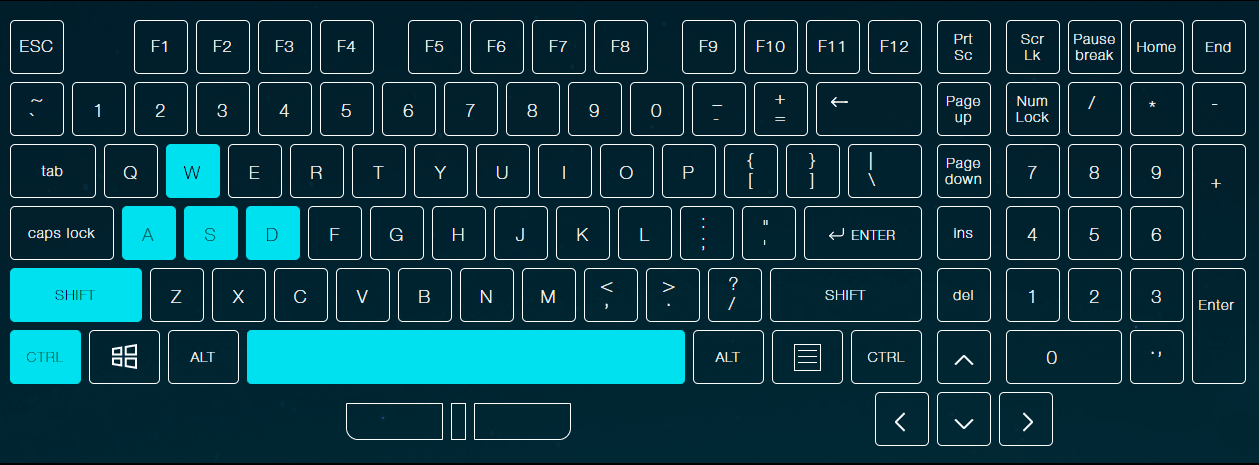 ESC F1 F2 F3 F4 F5 F6 F7 F8 F9 F10 F11 F12 Prt Sc Scr Lk Pause break Home End
~ ` 1 2 3 4 5 6 7 8 9 0 _ - + = ← Page up Num Lock / * -
tab Q W E R T Y U I O P { [ } ] | \ Page down 7 8 9 +
caps lock A S D F G H J K L : ; " ' ↵ ENTER ins 4 5 6
SHIFT Z X C V B N M < , > . ? / SHIFT del 1 2 3 Enter
CTRL ALT ALT CTRL 0 . ,